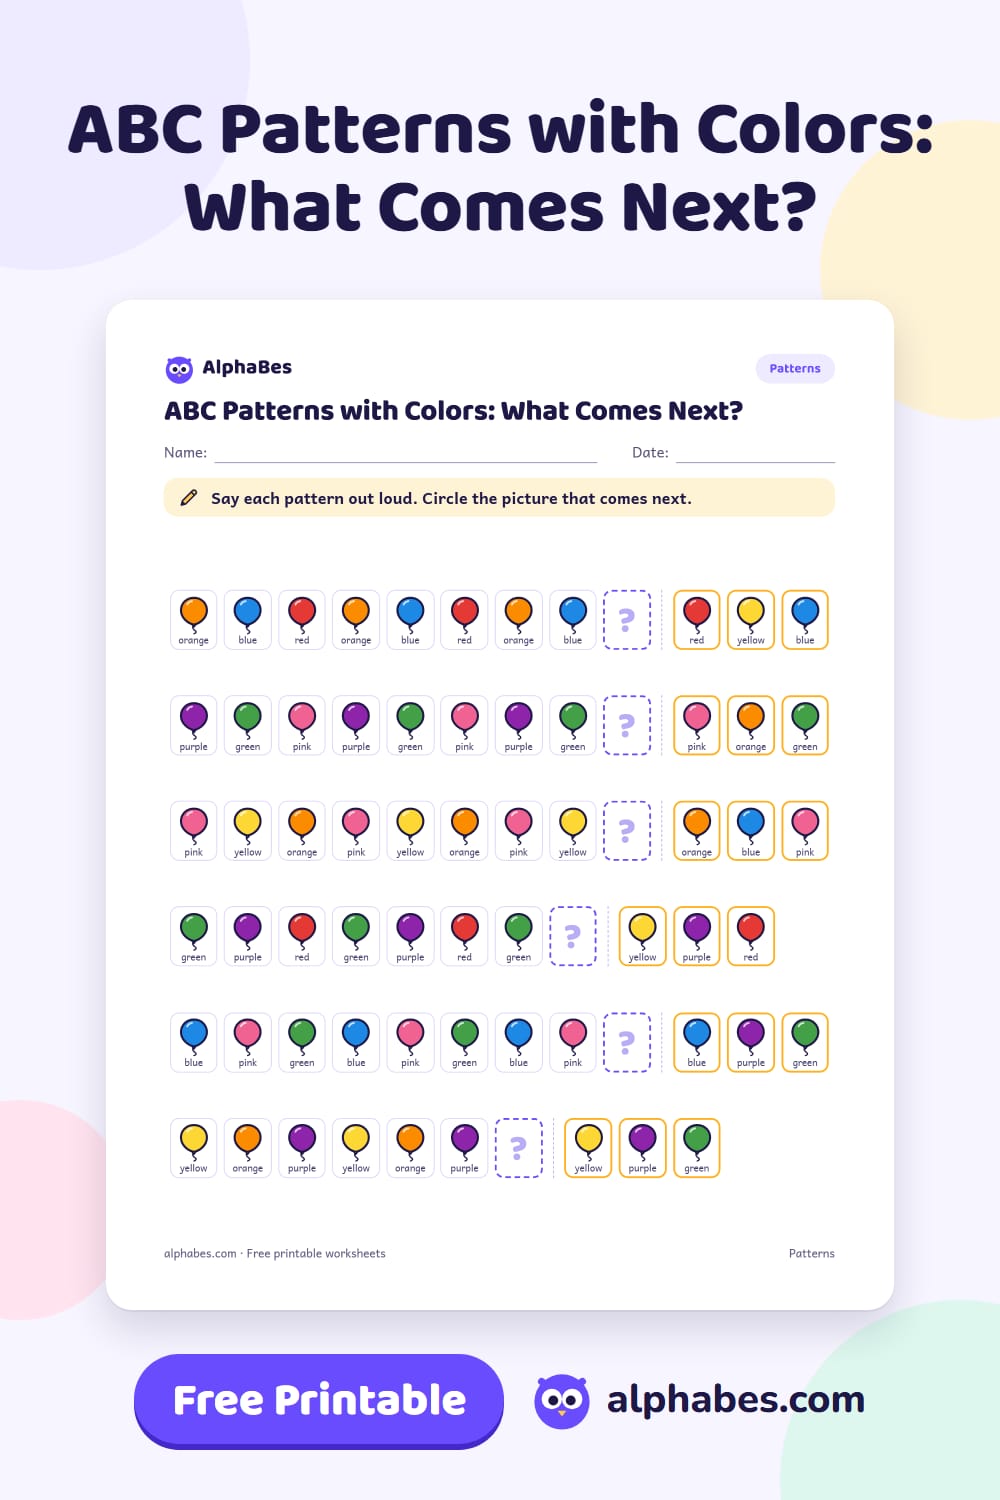 ABC Patterns with Colors:
What Comes Next?
AlphaBes
Patterns
ABC Patterns with Colors: What Comes Next?
Name: Date:
Say each pattern out loud. Circle the picture that comes next.
orange blue red orange blue red orange blue ? red yellow blue
purple green pink purple green pink purple green ? pink orange green
pink yellow orange pink yellow orange pink yellow ? orange blue pink
green purple red green purple red green ? yellow purple red
blue pink green blue pink green blue pink ? blue purple green
yellow orange purple yellow orange purple ? yellow purple green
alphabes.com · Free printable worksheets Patterns
Free Printable alphabes.com